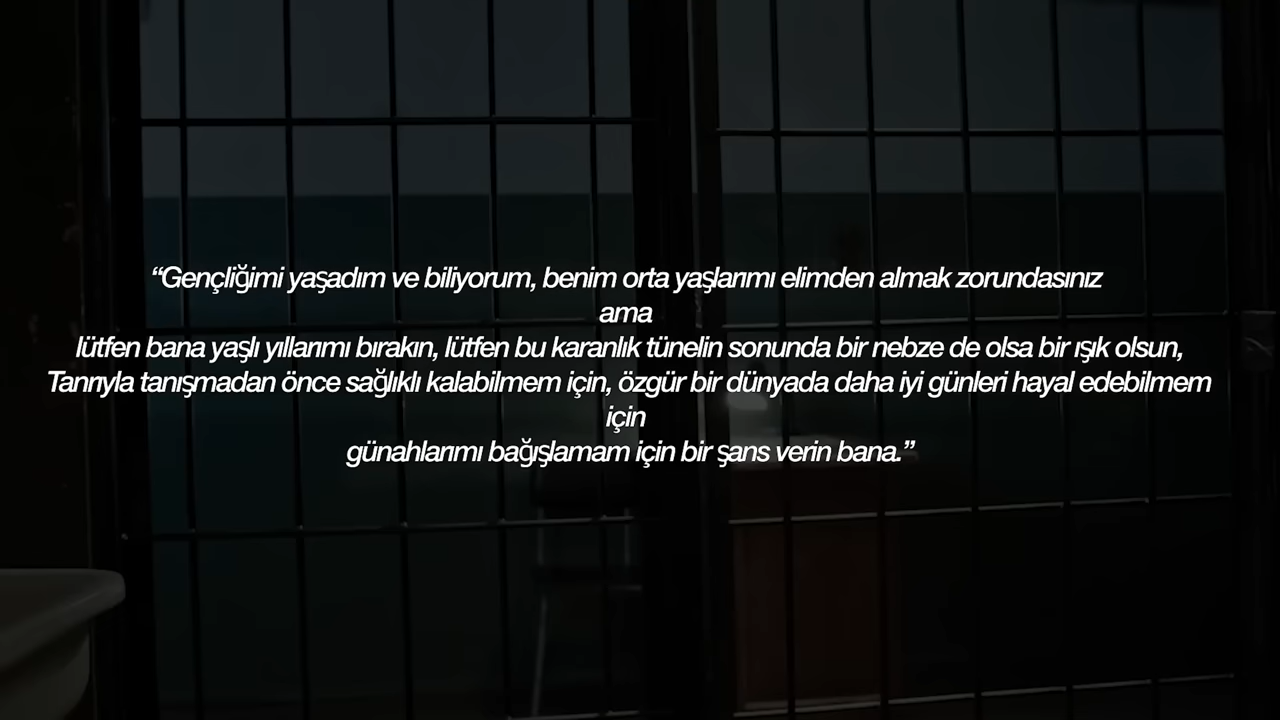 “Gençliğimi yaşadım ve biliyorum, benim orta yaşlarımı elimden almak zorundasınız
ama
lütfen bana yaşlı yıllarımı bırakın, lütfen bu karanlık tünelin sonunda bir nebze de olsa bir ışık olsun,
Tanrıyla tanışmadan önce sağlıklı kalabilmem için, özgür bir dünyada daha iyi günleri hayal edebilmem
için
günahlarımı bağışlamam için bir şans verin bana.”